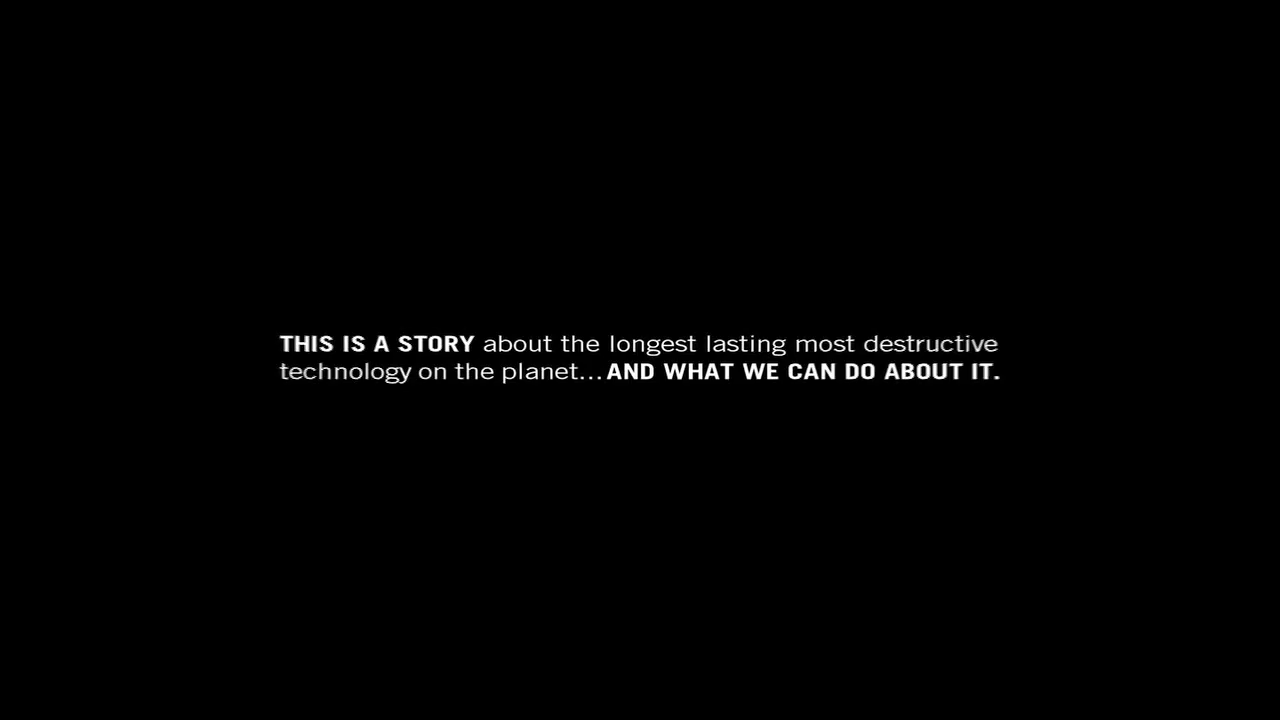 THIS IS A STORY about the longest lasting most destructive
technology on the planet...AND WHAT WE CAN DO ABOUT IT.